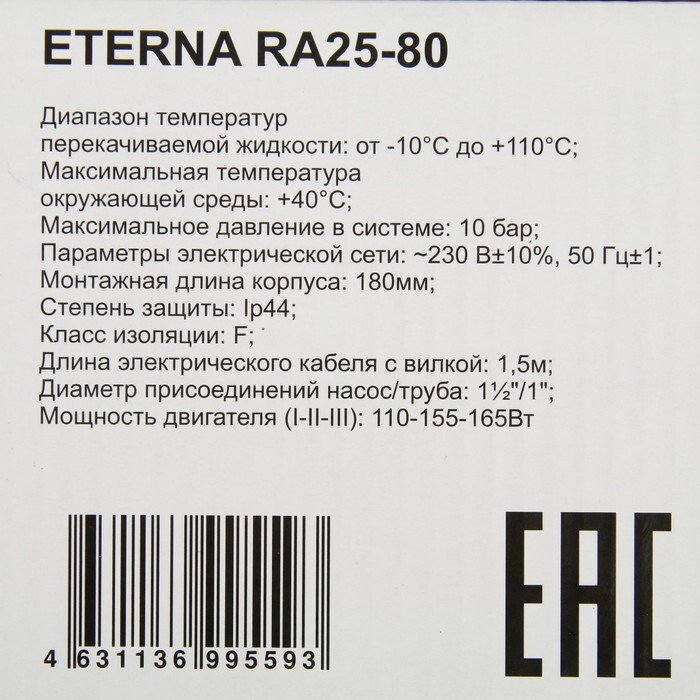 ETERNA RA25-80
Диапазон температур
перекачиваемой жидкости: от -10°C до +110°C;
Максимальная температура
окружающей среды: +40°C;
Максимальное давление в системе: 10 бар;
Параметры электрической сети: ~230 В±10%, 50 Гц±1;
Монтажная длина корпуса: 180мм;
Степень защиты: Ip44;
Класс изоляции: F;
Длина электрического кабеля с вилкой: 1,5м;
Диаметр присоединений насос/труба: 1½"/1";
Мощность двигателя (I-II-III): 110-155-165Вт
4 631136 995593
EAC